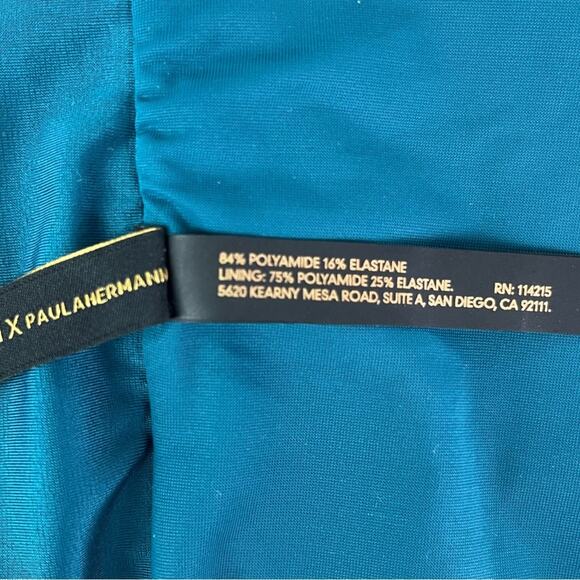 X PAULAHERMANN
84% POLYAMIDE 16% ELASTANE
LINING: 75% POLYAMIDE 25% ELASTANE. RN: 114215
5620 KEARNY MESA ROAD, SUITE A, SAN DIEGO, CA 92111.